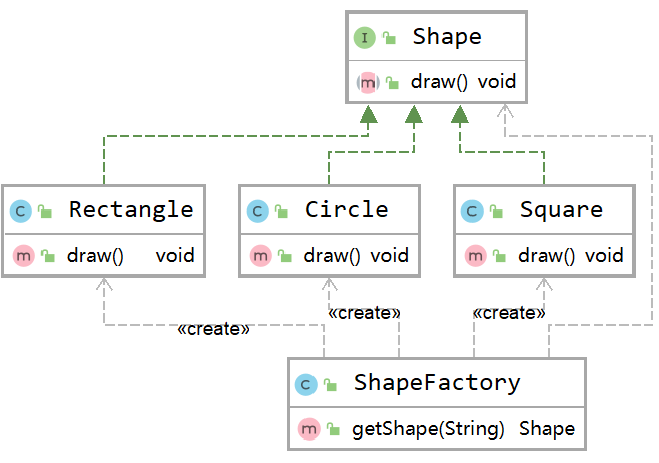 I Shape
m draw() void
C Rectangle
m draw() void
C Circle
m draw() void
C Square
m draw() void
«create»
«create»
«create»
C ShapeFactory
m getShape(String) Shape